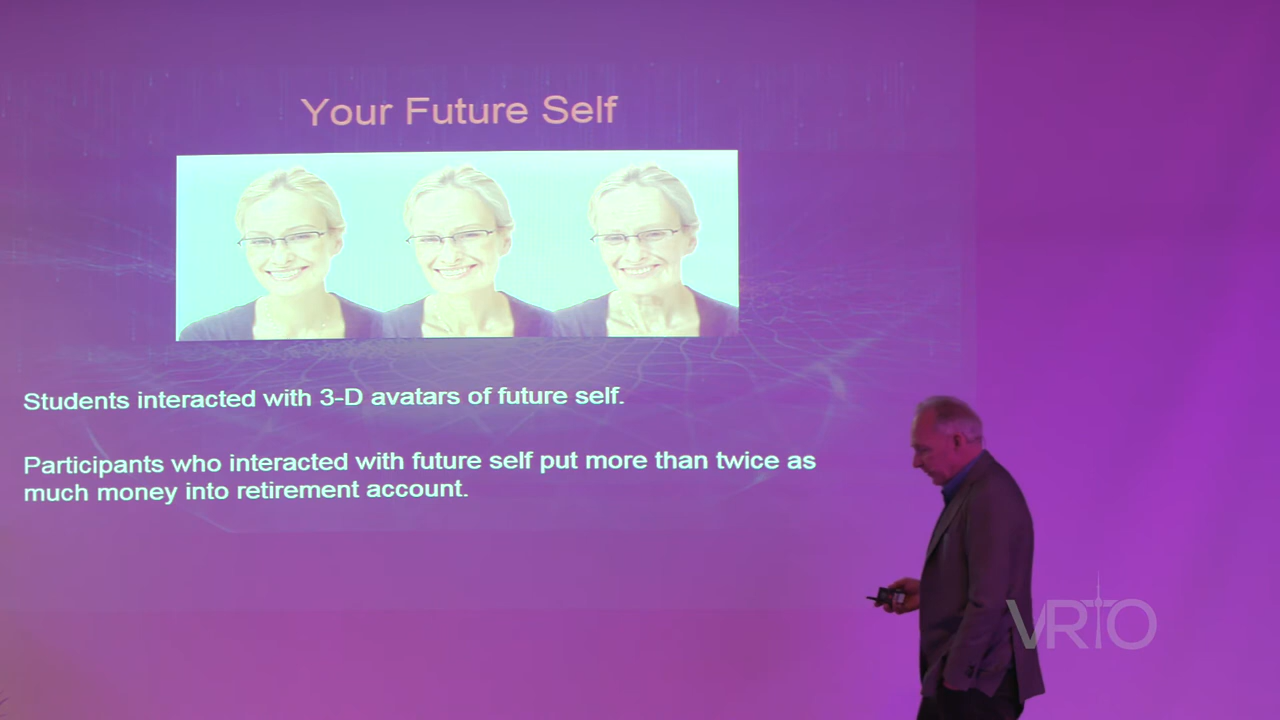 Your Future Self
Students interacted with 3-D avatars of future self.
Participants who interacted with future self put more than twice as
much money into retirement account.
VRTO